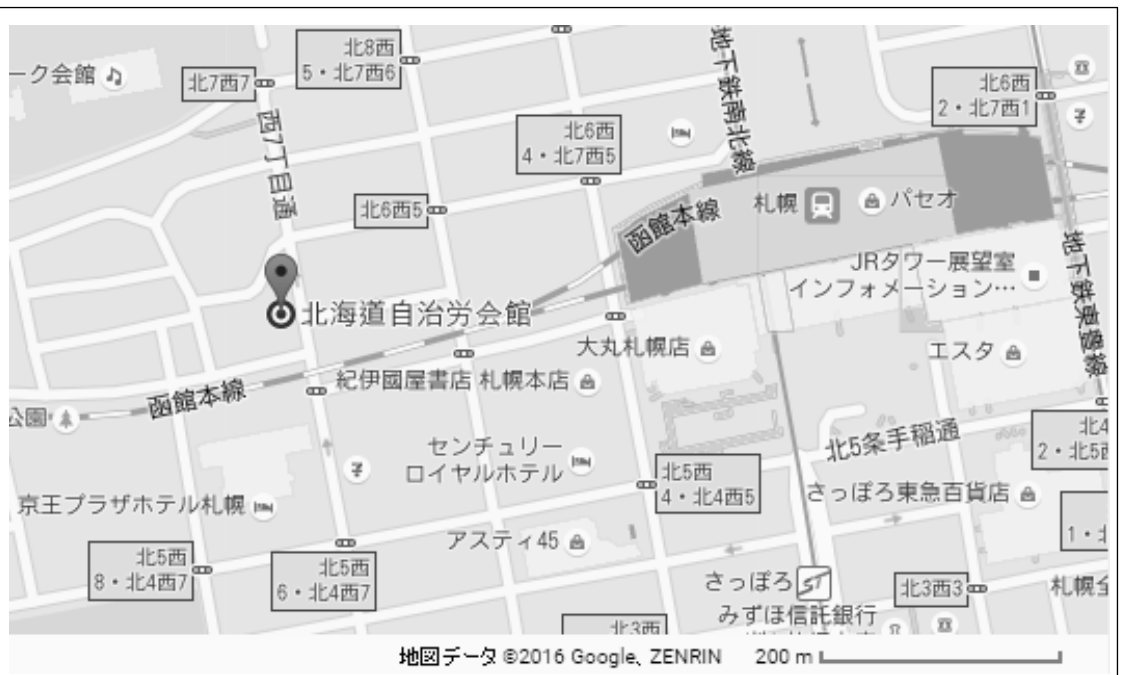 ーク会館
北7西7
北8西
5・北7西6
地下鉄南北線
北6西
2・北7西1
西7丁目通
北6西
4・北7西5
北6西5
函館本線
札幌
パセオ
JRタワー展望室
インフォメーション…
地下鉄東豊線
北海道自治労会館
大丸札幌店
エスタ
紀伊國屋書店 札幌本店
函館本線
公園
北5条手稲通
北4
2・北5西
センチュリー
ロイヤルホテル
北5西
4・北4西5
さっぽろ東急百貨店
京王プラザホテル札幌
アスティ45
1・
北5西
8・北4西7
北5西
6・北4西7
さっぽろ
ST
北3西3
札幌全
みずほ信託銀行
北3西
地図データ ©2016 Google、ZENRIN 200 m